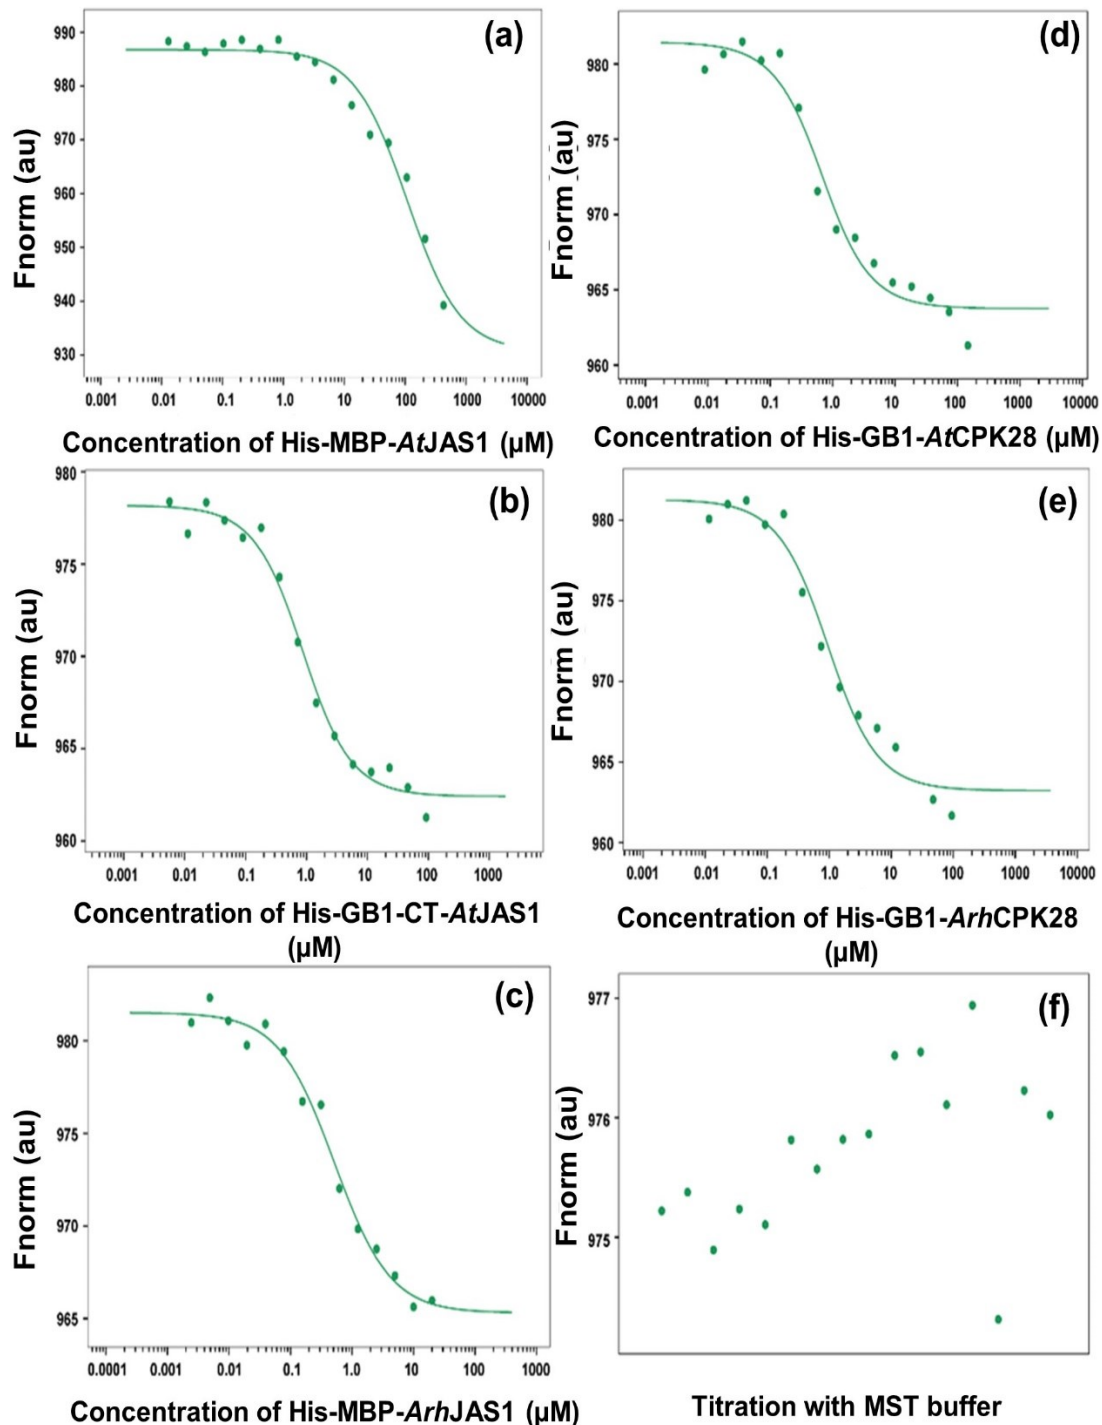 (a)
Fnorm (au)
990
980
970
960
950
940
930
0.001 0.01 0.1 1.0 10 100 1000 10000
Concentration of His-MBP-AtJAS1 (µM)
(b)
Fnorm (au)
980
975
970
965
960
0.001 0.01 0.1 1.0 10 100 1000
Concentration of His-GB1-CT-AtJAS1
(µM)
(c)
Fnorm (au)
980
975
970
965
0.0001 0.001 0.01 0.1 1.0 10 100 1000
Concentration of His-MBP-ArhJAS1 (µM)
(d)
Fnorm (au)
980
975
970
965
960
0.001 0.01 0.1 1.0 10 100 1000 10000
Concentration of His-GB1-AtCPK28 (µM)
(e)
Fnorm (au)
980
975
970
965
960
0.001 0.01 0.1 1.0 10 100 1000 10000
Concentration of His-GB1-ArhCPK28
(µM)
(f)
Fnorm (au)
977
976
975
Titration with MST buffer